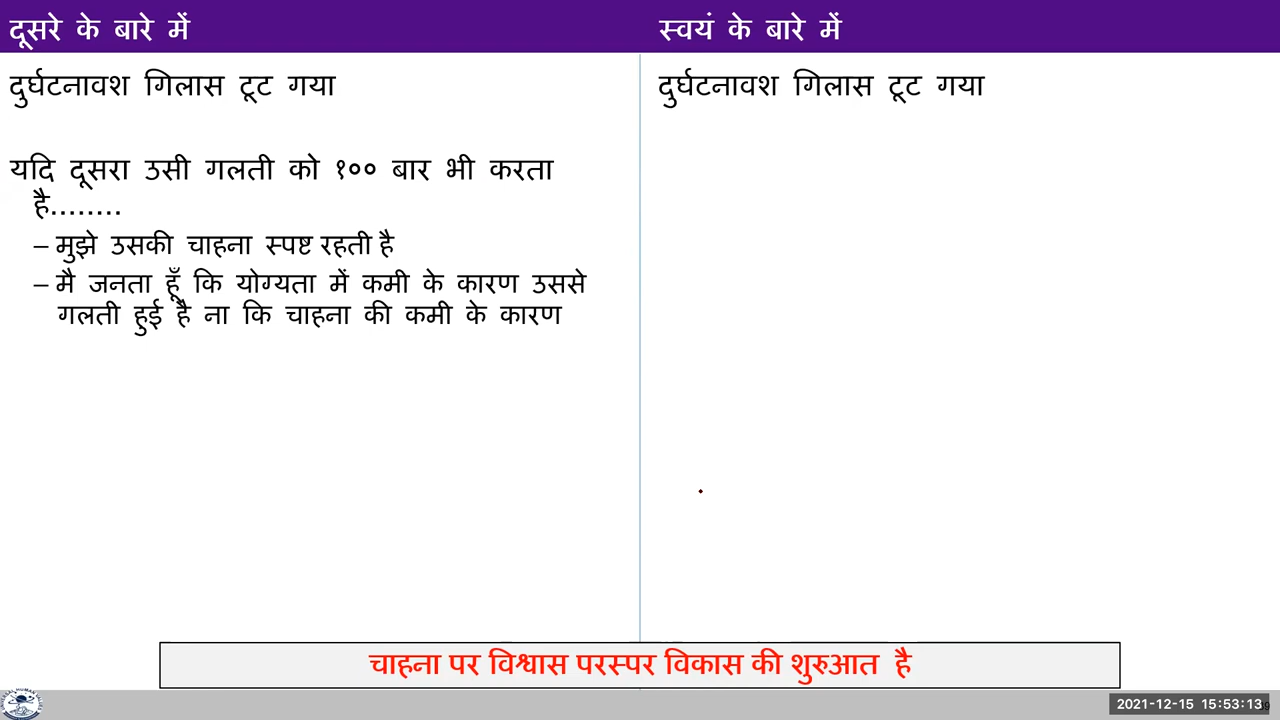 दूसरे के बारे में
स्वयं के बारे में
दुर्घटनावश गिलास टूट गया
यदि दूसरा उसी गलती को १०० बार भी करता
है........
– मुझे उसकी चाहना स्पष्ट रहती है
– मै जनता हूँ कि योग्यता में कमी के कारण उससे
गलती हुई है ना कि चाहना की कमी के कारण
दुर्घटनावश गिलास टूट गया
चाहना पर विश्वास परस्पर विकास की शुरुआत है
2021-12-15 15:53:13